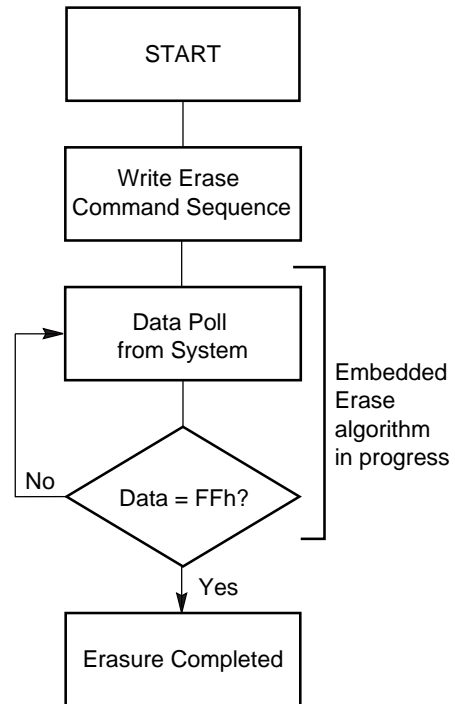 START
Write Erase
Command Sequence
Data Poll
from System
Embedded
Erase
algorithm
in progress
No
Data = FFh?
Yes
Erasure Completed